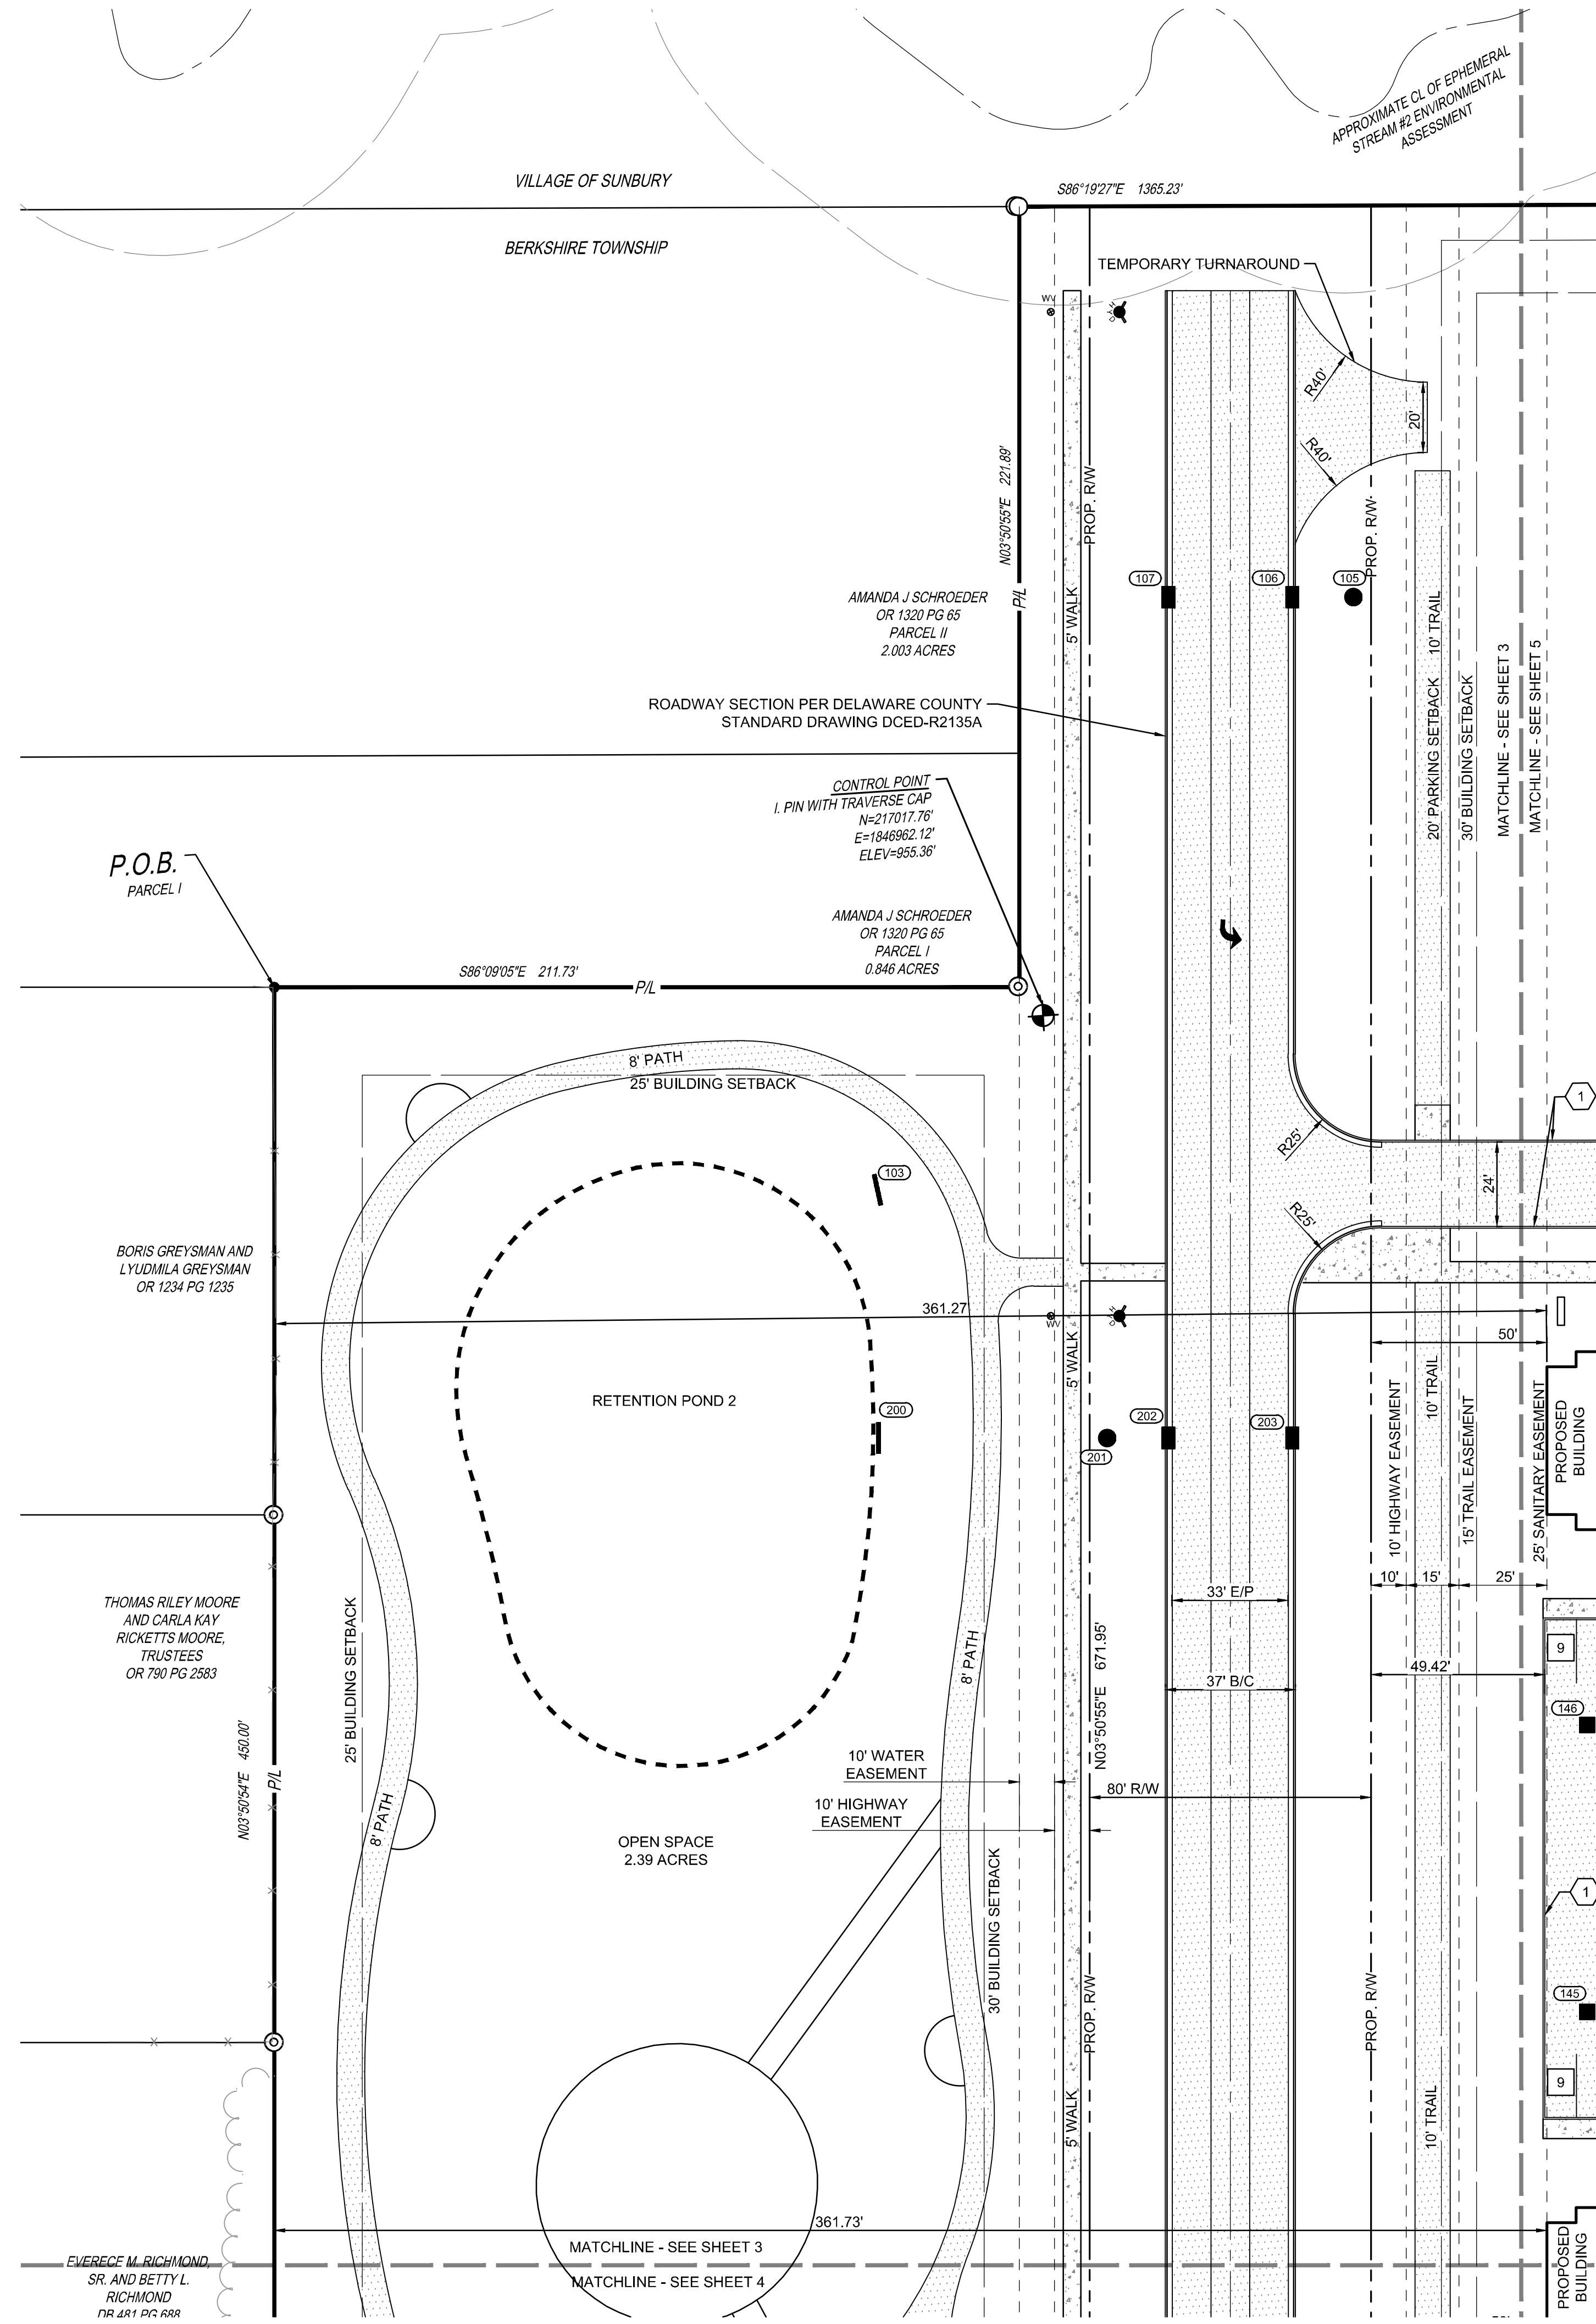 APPROXIMATE CL OF EPHEMERAL
STREAM #2 ENVIRONMENTAL
ASSESSMENT
VILLAGE OF SUNBURY
S86°19'27"E 1365.23'
BERKSHIRE TOWNSHIP
TEMPORARY TURNAROUND
WV
HYD
R40'
20'
R40'
N03°50'55"E 221.89'
P/L
PROP. R/W
PROP. R/W
107
106
105
AMANDA J SCHROEDER
OR 1320 PG 65
PARCEL II
2.003 ACRES
5' WALK
10' TRAIL
20' PARKING SETBACK
30' BUILDING SETBACK
MATCHLINE - SEE SHEET 3
MATCHLINE - SEE SHEET 5
ROADWAY SECTION PER DELAWARE COUNTY
STANDARD DRAWING DCED-R2135A
CONTROL POINT
I. PIN WITH TRAVERSE CAP
N=217017.76'
E=1846962.12'
ELEV=955.36'
P.O.B.
PARCEL I
AMANDA J SCHROEDER
OR 1320 PG 65
PARCEL I
0.846 ACRES
S86°09'05"E 211.73'
P/L
8' PATH
25' BUILDING SETBACK
1
R25'
24'
103
R25'
BORIS GREYSMAN AND
LYUDMILA GREYSMAN
OR 1234 PG 1235
361.27'
WV
HYD
50'
5' WALK
10' TRAIL
RETENTION POND 2
200
202
203
201
10' HIGHWAY EASEMENT
15' TRAIL EASEMENT
25' SANITARY EASEMENT
PROPOSED
BUILDING
10'
15'
25'
33' E/P
THOMAS RILEY MOORE
AND CARLA KAY
RICKETTS MOORE,
TRUSTEES
OR 790 PG 2583
25' BUILDING SETBACK
8' PATH
N03°50'55"E 671.95'
37' B/C
49.42'
9
146
N03°50'54"E 450.00'
P/L
8' PATH
10' WATER
EASEMENT
80' R/W
10' HIGHWAY
EASEMENT
OPEN SPACE
2.39 ACRES
30' BUILDING SETBACK
1
PROP. R/W
PROP. R/W
145
9
5' WALK
10' TRAIL
361.73'
MATCHLINE - SEE SHEET 3
MATCHLINE - SEE SHEET 4
EVERECE M. RICHMOND,
SR. AND BETTY L.
RICHMOND
DB 481 PG 688
PROPOSED
BUILDING